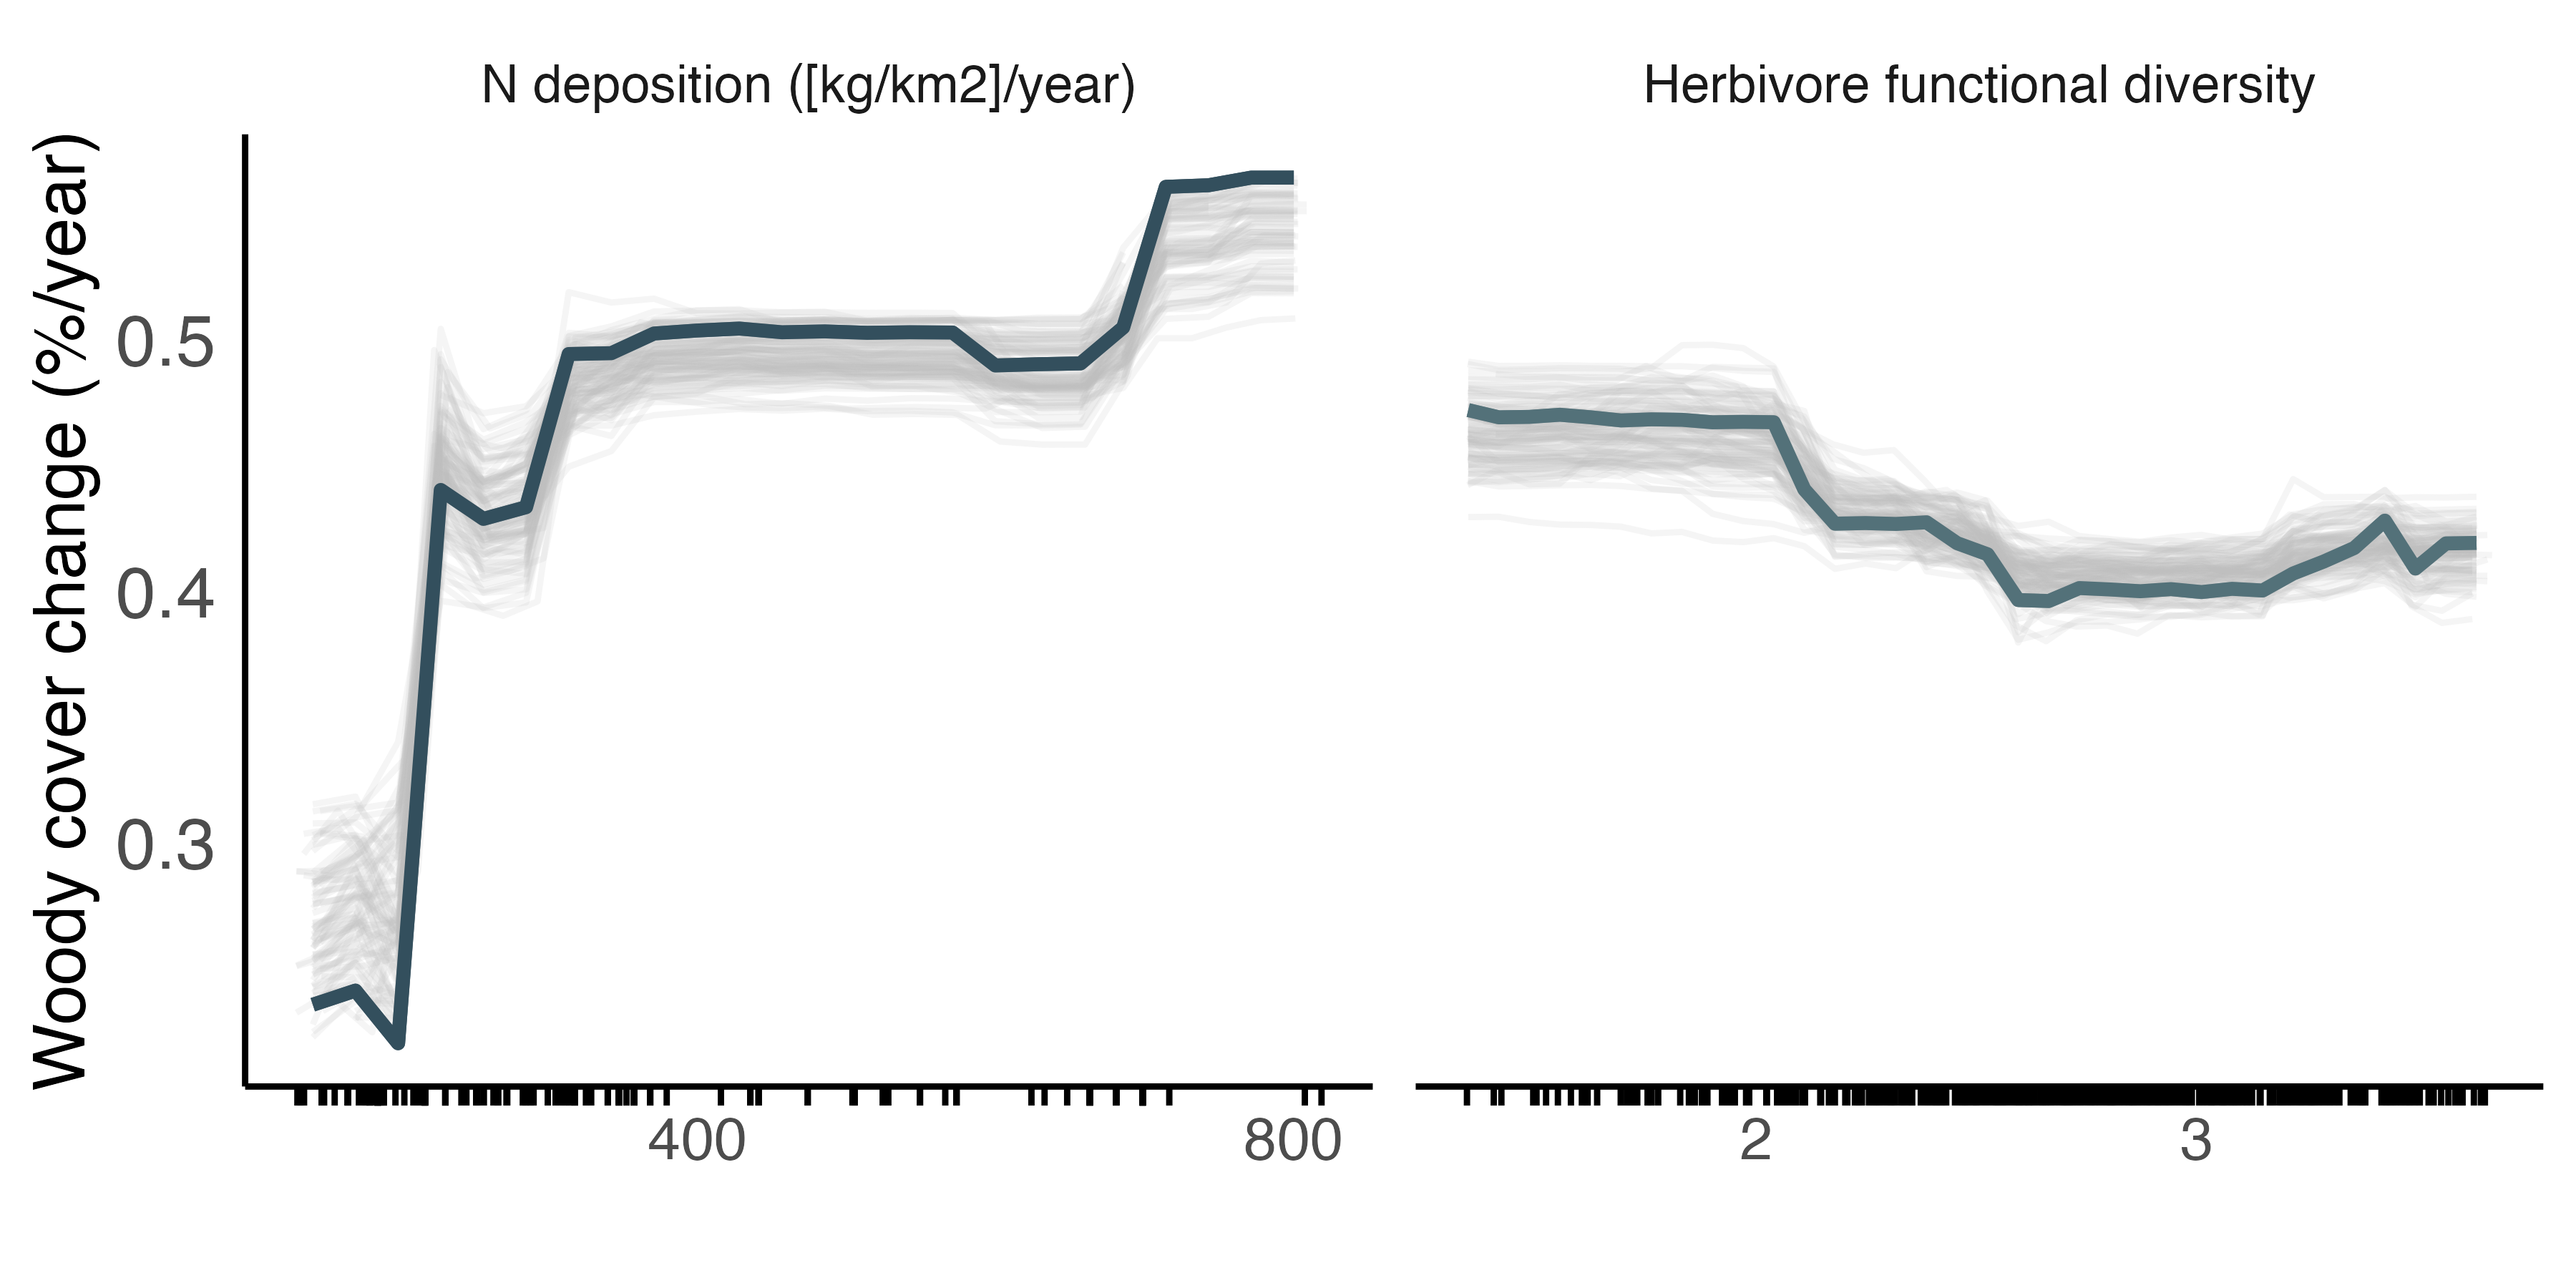 N deposition ([kg/km2]/year)
Herbivore functional diversity
Woody cover change (%/year)
0.5
0.4
0.3
400
800
2
3